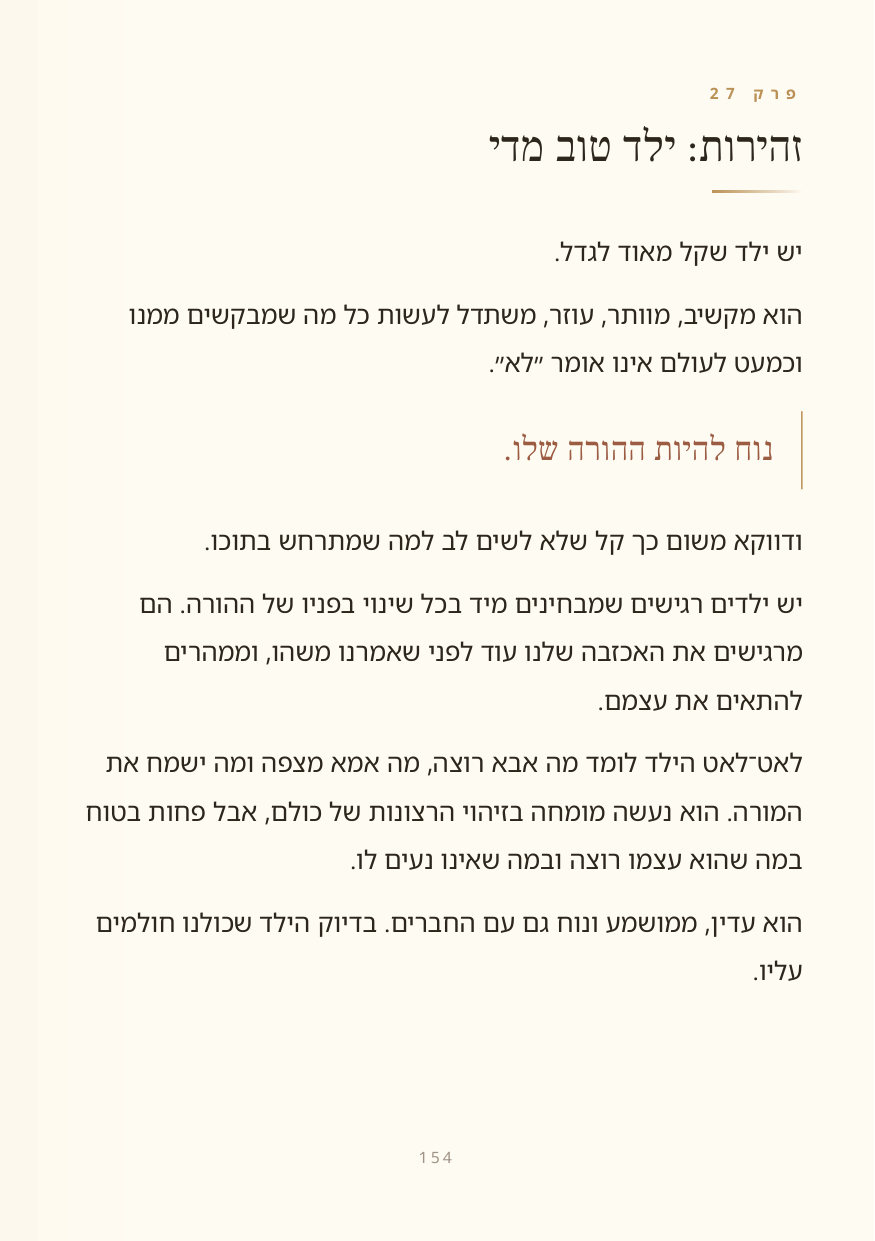 פרק 27
זהירות: ילד טוב מדי
יש ילד שקל מאוד לגדל.
הוא מקשיב, מוותר, עוזר, משתדל לעשות כל מה שמבקשים ממנו
וכמעט לעולם אינו אומר ״לא״.
נוח להיות ההורה שלו.
ודווקא משום כך קל שלא לשים לב למה שמתרחש בתוכו.
יש ילדים רגישים שמבחינים מיד בכל שינוי בפניו של ההורה. הם
מרגישים את האכזבה שלנו עוד לפני שאמרנו משהו, וממהרים
להתאים את עצמם.
לאט־לאט הילד לומד מה אבא רוצה, מה אמא מצפה ומה ישמח את
המורה. הוא נעשה מומחה בזיהוי הרצונות של כולם, אבל פחות בטוח
במה שהוא עצמו רוצה ובמה שאינו נעים לו.
הוא עדין, ממושמע ונוח גם עם החברים. בדיוק הילד שכולנו חולמים
עליו.
154